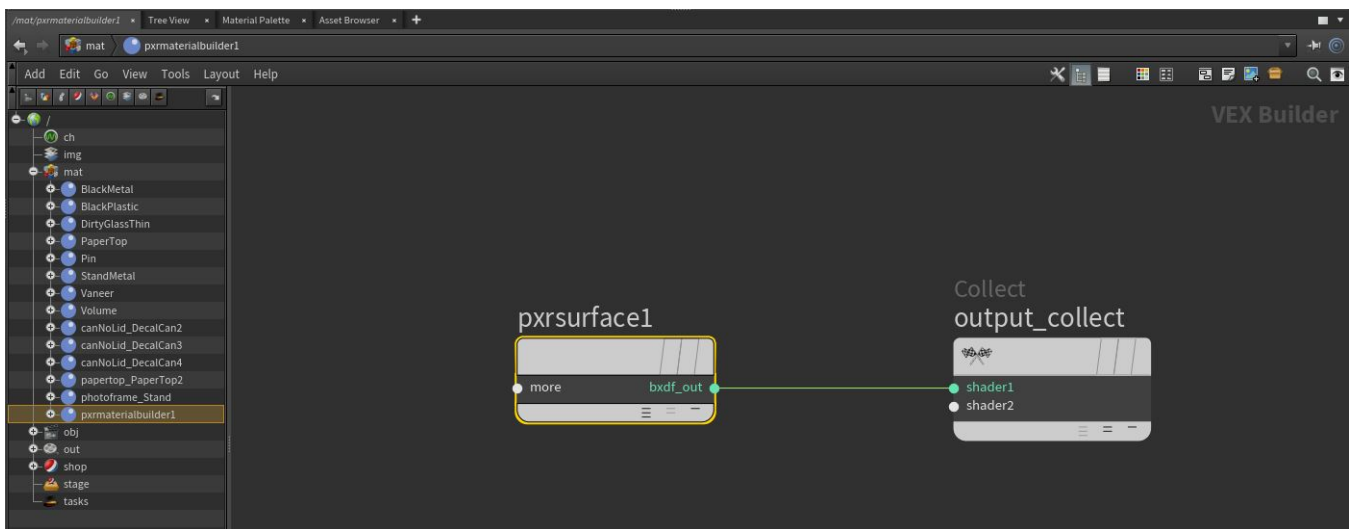 /mat/pxrmaterialbuilder1 × Tree View × Material Palette × Asset Browser × +
mat pxrmaterialbuilder1
Add Edit Go View Tools Layout Help
VEX Builder
/
ch
img
mat
BlackMetal
BlackPlastic
DirtyGlassThin
PaperTop
Pin
StandMetal
Vaneer
Volume
canNoLid_DecalCan2
canNoLid_DecalCan3
canNoLid_DecalCan4
papertop_PaperTop2
photoframe_Stand
pxrmaterialbuilder1
obj
out
shop
stage
tasks
pxrsurface1
more bxdf_out
Collect
output_collect
shader1
shader2